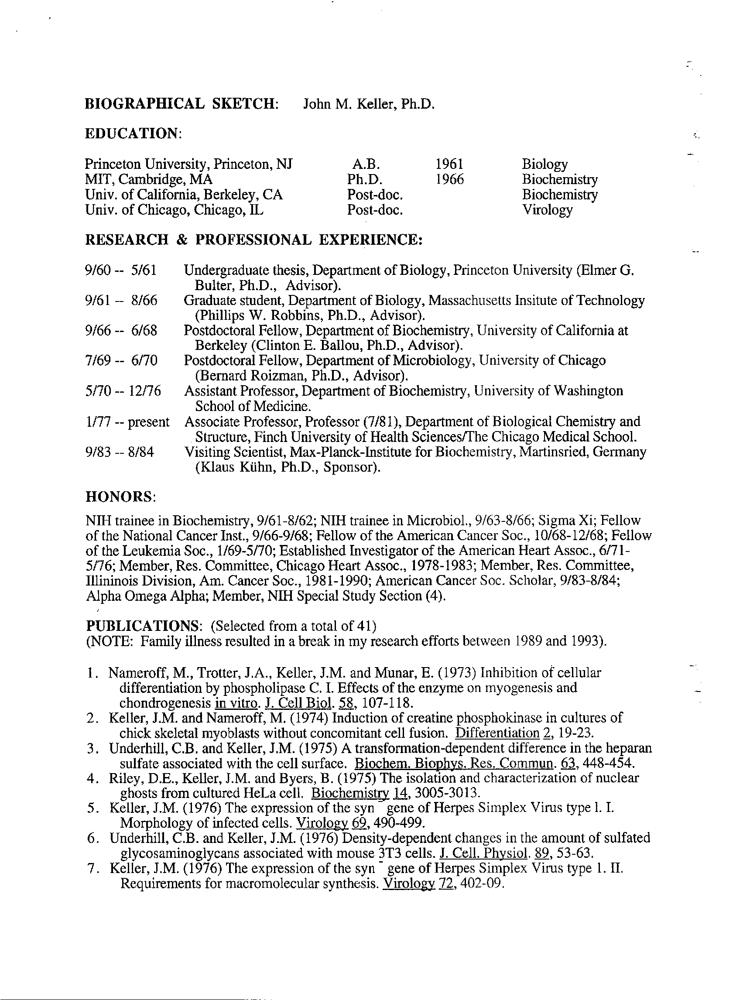 BIOGRAPHICAL SKETCH: John M. Keller, Ph.D.
EDUCATION:
Princeton University, Princeton, NJ A.B. 1961 Biology
MIT, Cambridge, MA Ph.D. 1966 Biochemistry
Univ. of California, Berkeley, CA Post-doc. Biochemistry
Univ. of Chicago, Chicago, IL Post-doc. Virology
RESEARCH & PROFESSIONAL EXPERIENCE:
9/60 -- 5/61 Undergraduate thesis, Department of Biology, Princeton University (Elmer G.
Bulter, Ph.D., Advisor).
9/61 -- 8/66 Graduate student, Department of Biology, Massachusetts Insitute of Technology
(Phillips W. Robbins, Ph.D., Advisor).
9/66 -- 6/68 Postdoctoral Fellow, Department of Biochemistry, University of California at
Berkeley (Clinton E. Ballou, Ph.D., Advisor).
7/69 -- 6/70 Postdoctoral Fellow, Department of Microbiology, University of Chicago
(Bernard Roizman, Ph.D., Advisor).
5/70 -- 12/76 Assistant Professor, Department of Biochemistry, University of Washington
School of Medicine.
1/77 -- present Associate Professor, Professor (7/81), Department of Biological Chemistry and
Structure, Finch University of Health Sciences/The Chicago Medical School.
9/83 -- 8/84 Visiting Scientist, Max-Planck-Institute for Biochemistry, Martinsried, Germany
(Klaus Kühn, Ph.D., Sponsor).
HONORS:
NIH trainee in Biochemistry, 9/61-8/62; NIH trainee in Microbiol., 9/63-8/66; Sigma Xi; Fellow
of the National Cancer Inst., 9/66-9/68; Fellow of the American Cancer Soc., 10/68-12/68; Fellow
of the Leukemia Soc., 1/69-5/70; Established Investigator of the American Heart Assoc., 6/71-
5/76; Member, Res. Committee, Chicago Heart Assoc., 1978-1983; Member, Res. Committee,
Illininois Division, Am. Cancer Soc., 1981-1990; American Cancer Soc. Scholar, 9/83-8/84;
Alpha Omega Alpha; Member, NIH Special Study Section (4).
PUBLICATIONS: (Selected from a total of 41)
(NOTE: Family illness resulted in a break in my research efforts between 1989 and 1993).
1. Nameroff, M., Trotter, J.A., Keller, J.M. and Munar, E. (1973) Inhibition of cellular
differentiation by phospholipase C. I. Effects of the enzyme on myogenesis and
chondrogenesis in vitro. J. Cell Biol. 58, 107-118.
2. Keller, J.M. and Nameroff, M. (1974) Induction of creatine phosphokinase in cultures of
chick skeletal myoblasts without concomitant cell fusion. Differentiation 2, 19-23.
3. Underhill, C.B. and Keller, J.M. (1975) A transformation-dependent difference in the heparan
sulfate associated with the cell surface. Biochem. Biophys. Res. Commun. 63, 448-454.
4. Riley, D.E., Keller, J.M. and Byers, B. (1975) The isolation and characterization of nuclear
ghosts from cultured HeLa cell. Biochemistry 14, 3005-3013.
5. Keller, J.M. (1976) The expression of the syn⁻ gene of Herpes Simplex Virus type l. I.
Morphology of infected cells. Virology 69, 490-499.
6. Underhill, C.B. and Keller, J.M. (1976) Density-dependent changes in the amount of sulfated
glycosaminoglycans associated with mouse 3T3 cells. J. Cell. Physiol. 89, 53-63.
7. Keller, J.M. (1976) The expression of the syn⁻ gene of Herpes Simplex Virus type 1. II.
Requirements for macromolecular synthesis. Virology 72, 402-09.